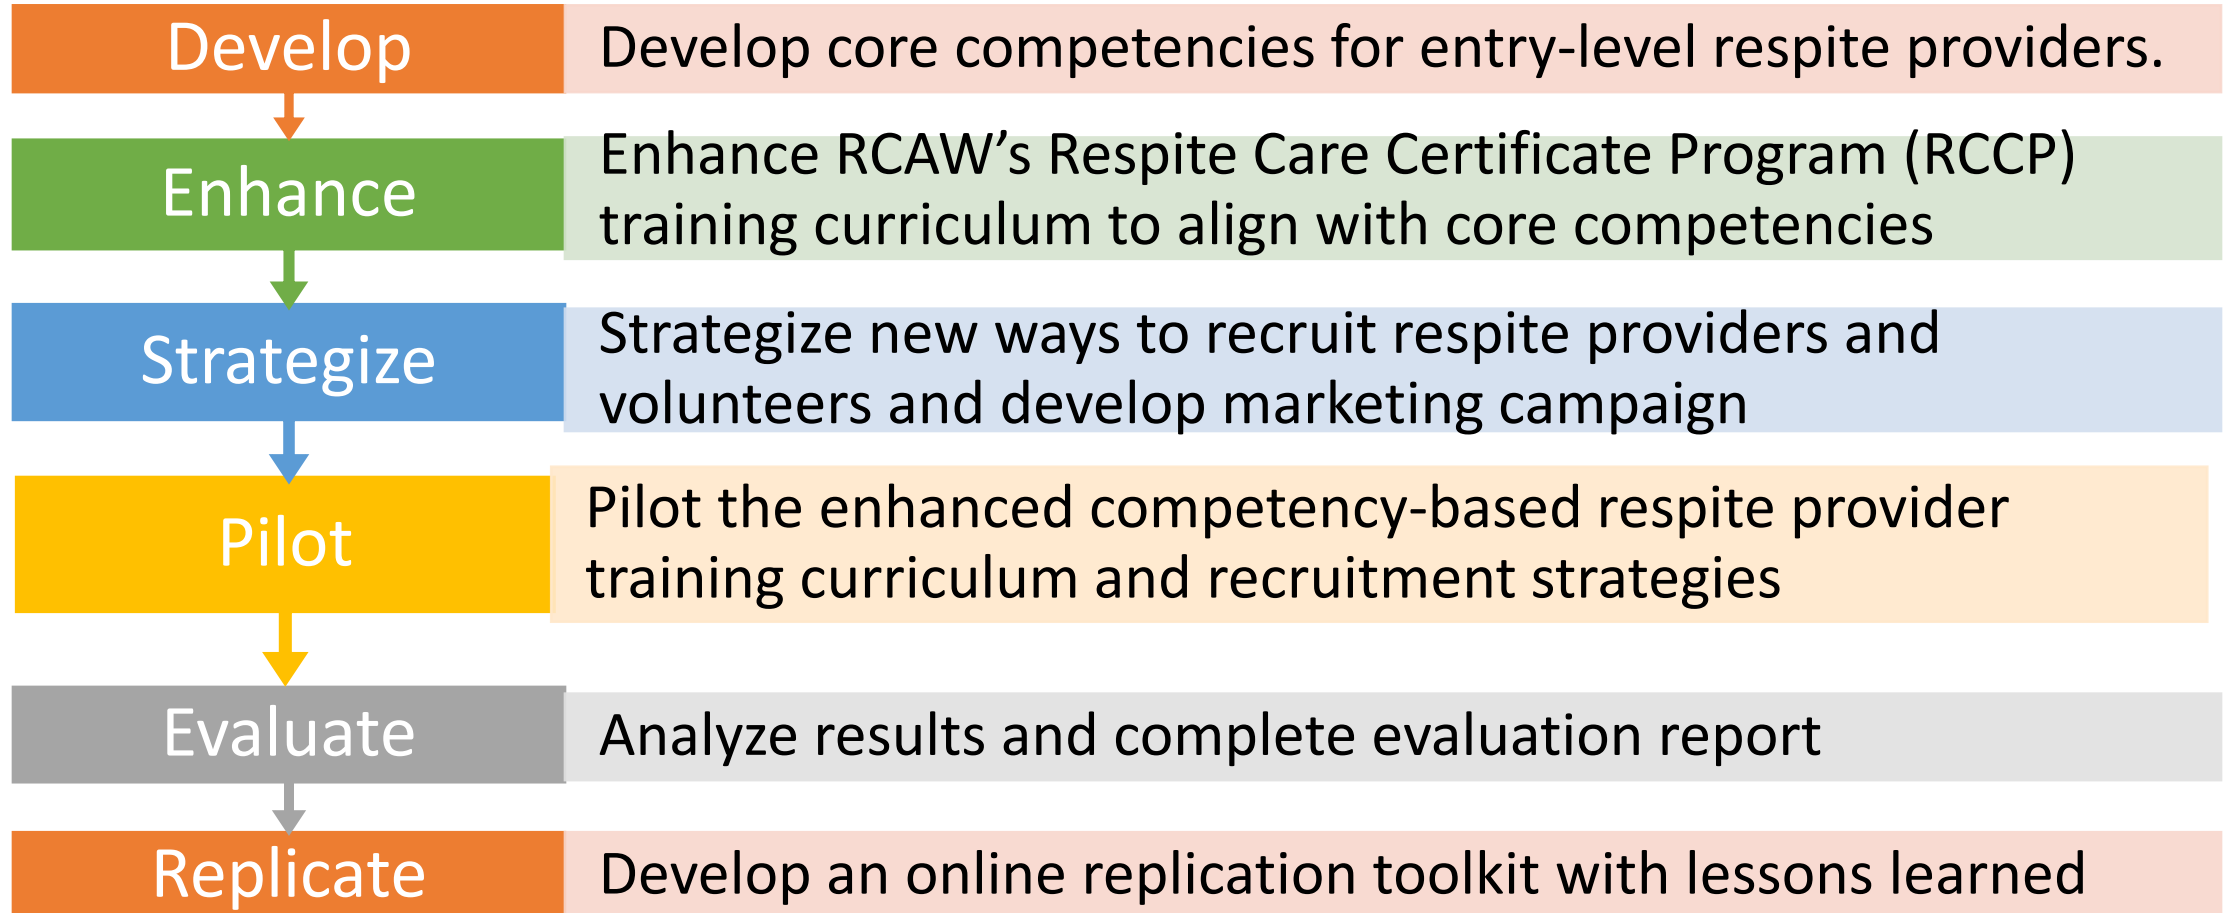 Develop
Develop core competencies for entry-level respite providers.
Enhance
Enhance RCAW’s Respite Care Certificate Program (RCCP)
training curriculum to align with core competencies
Strategize
Strategize new ways to recruit respite providers and
volunteers and develop marketing campaign
Pilot
Pilot the enhanced competency-based respite provider
training curriculum and recruitment strategies
Evaluate
Analyze results and complete evaluation report
Replicate
Develop an online replication toolkit with lessons learned